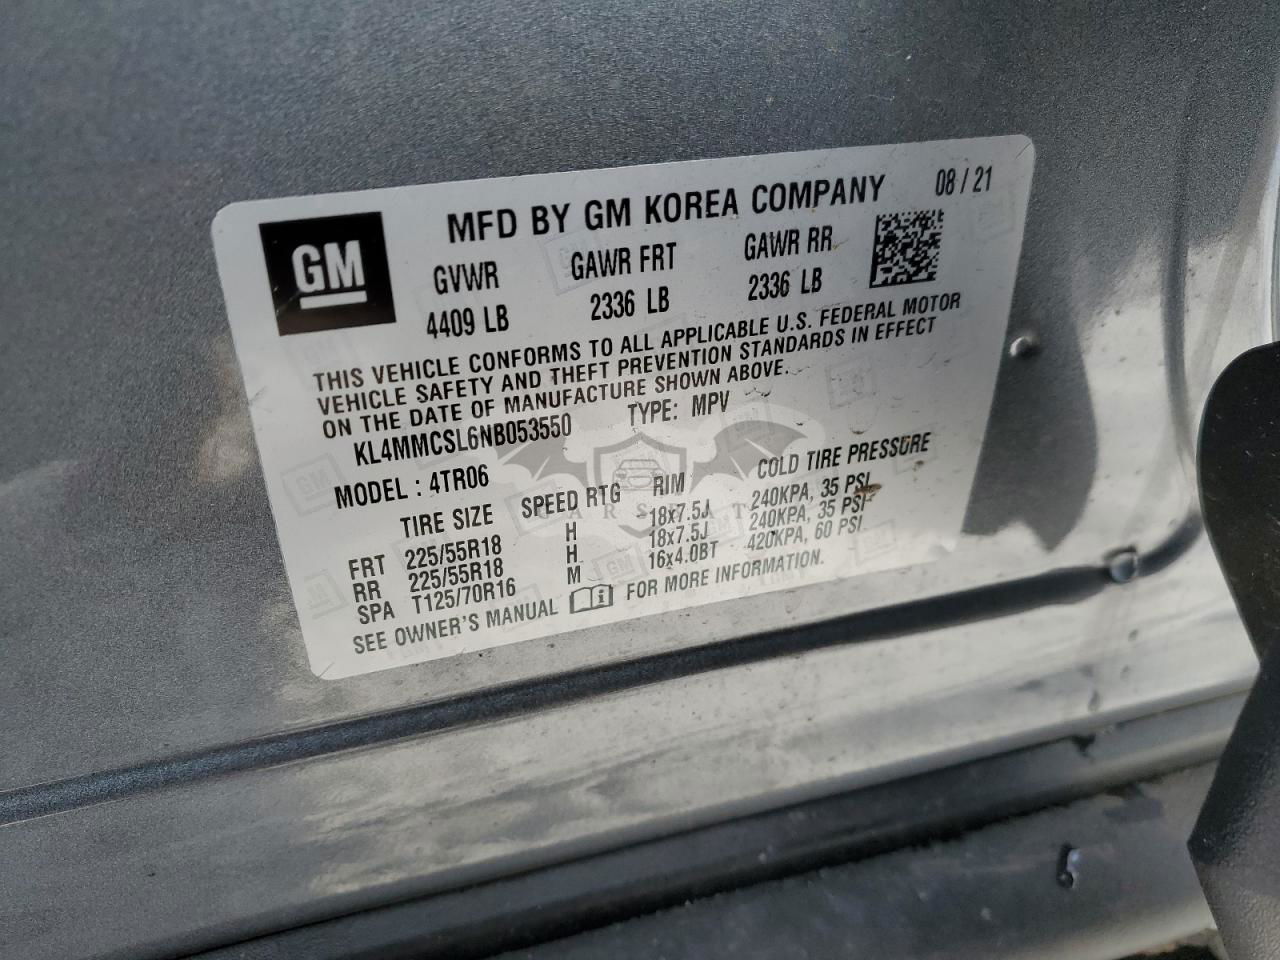 GM
MFD BY GM KOREA COMPANY 08 / 21
GVWR GAWR FRT GAWR RR
4409 LB 2336 LB 2336 LB
THIS VEHICLE CONFORMS TO ALL APPLICABLE U.S. FEDERAL MOTOR
VEHICLE SAFETY AND THEFT PREVENTION STANDARDS IN EFFECT
ON THE DATE OF MANUFACTURE SHOWN ABOVE.
KL4MMCSL6NB053550 TYPE: MPV
MODEL : 4TR06
TIRE SIZE SPEED RTG RIM COLD TIRE PRESSURE
FRT 225/55R18 H 18x7.5J 240KPA, 35 PSI
RR 225/55R18 H 18x7.5J 240KPA, 35 PSI
SPA T125/70R16 M 16x4.0BT 420KPA, 60 PSI
SEE OWNER'S MANUAL FOR MORE INFORMATION.